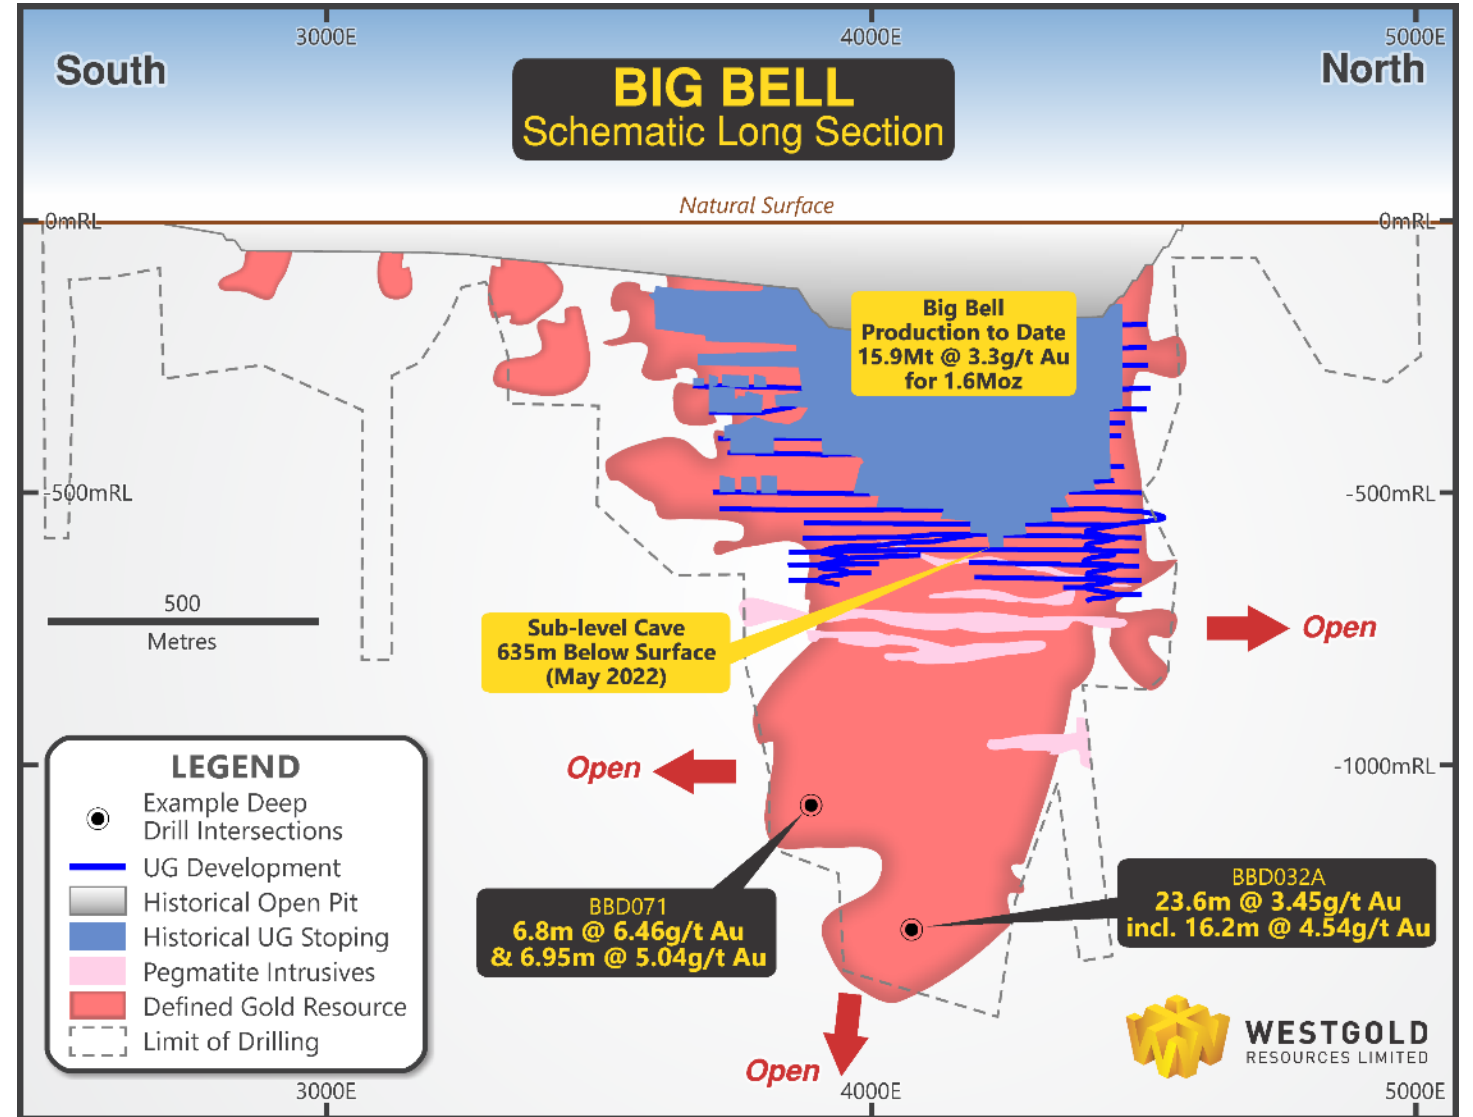 3000E
4000E
5000E
South
North
BIG BELL
Schematic Long Section
Natural Surface
0mRL
0mRL
Big Bell
Production to Date
15.9Mt @ 3.3g/t Au
for 1.6Moz
-500mRL
-500mRL
500
Metres
Sub-level Cave
635m Below Surface
(May 2022)
Open
Open
-1000mRL
LEGEND
Example Deep
Drill Intersections
UG Development
Historical Open Pit
Historical UG Stoping
Pegmatite Intrusives
Defined Gold Resource
Limit of Drilling
BBD071
6.8m @ 6.46g/t Au
& 6.95m @ 5.04g/t Au
BBD032A
23.6m @ 3.45g/t Au
incl. 16.2m @ 4.54g/t Au
Open
WESTGOLD
RESOURCES LIMITED
3000E
4000E
5000E